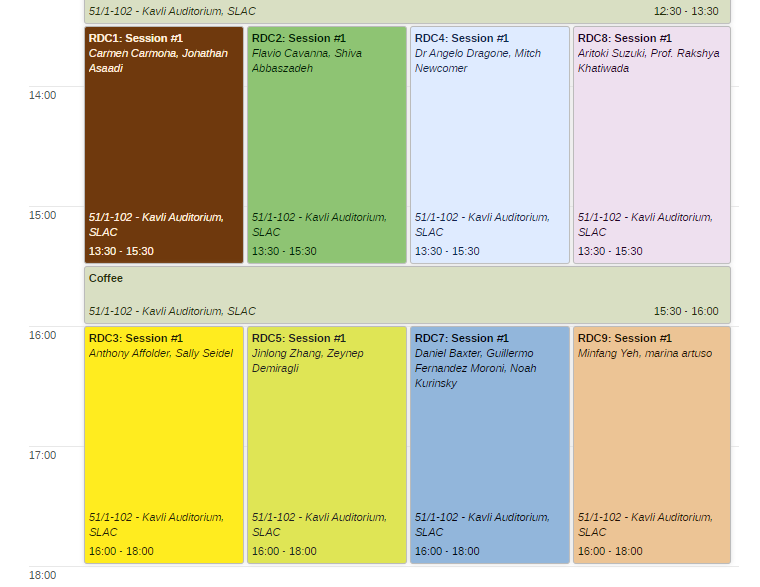 51/1-102 - Kavli Auditorium, SLAC 12:30 - 13:30
RDC1: Session #1
Carmen Carmona, Jonathan
Asaadi
51/1-102 - Kavli Auditorium,
SLAC
13:30 - 15:30
RDC2: Session #1
Flavio Cavanna, Shiva
Abbaszadeh
51/1-102 - Kavli Auditorium,
SLAC
13:30 - 15:30
RDC4: Session #1
Dr Angelo Dragone, Mitch
Newcomer
51/1-102 - Kavli Auditorium,
SLAC
13:30 - 15:30
RDC8: Session #1
Aritoki Suzuki, Prof. Rakshya
Khatiwada
51/1-102 - Kavli Auditorium,
SLAC
13:30 - 15:30
14:00
15:00
Coffee
51/1-102 - Kavli Auditorium, SLAC 15:30 - 16:00
16:00
RDC3: Session #1
Anthony Affolder, Sally Seidel
51/1-102 - Kavli Auditorium,
SLAC
16:00 - 18:00
RDC5: Session #1
Jinlong Zhang, Zeynep
Demiragli
51/1-102 - Kavli Auditorium,
SLAC
16:00 - 18:00
RDC7: Session #1
Daniel Baxter, Guillermo
Fernandez Moroni, Noah
Kurinsky
51/1-102 - Kavli Auditorium,
SLAC
16:00 - 18:00
RDC9: Session #1
Minfang Yeh, marina artuso
51/1-102 - Kavli Auditorium,
SLAC
16:00 - 18:00
17:00
18:00